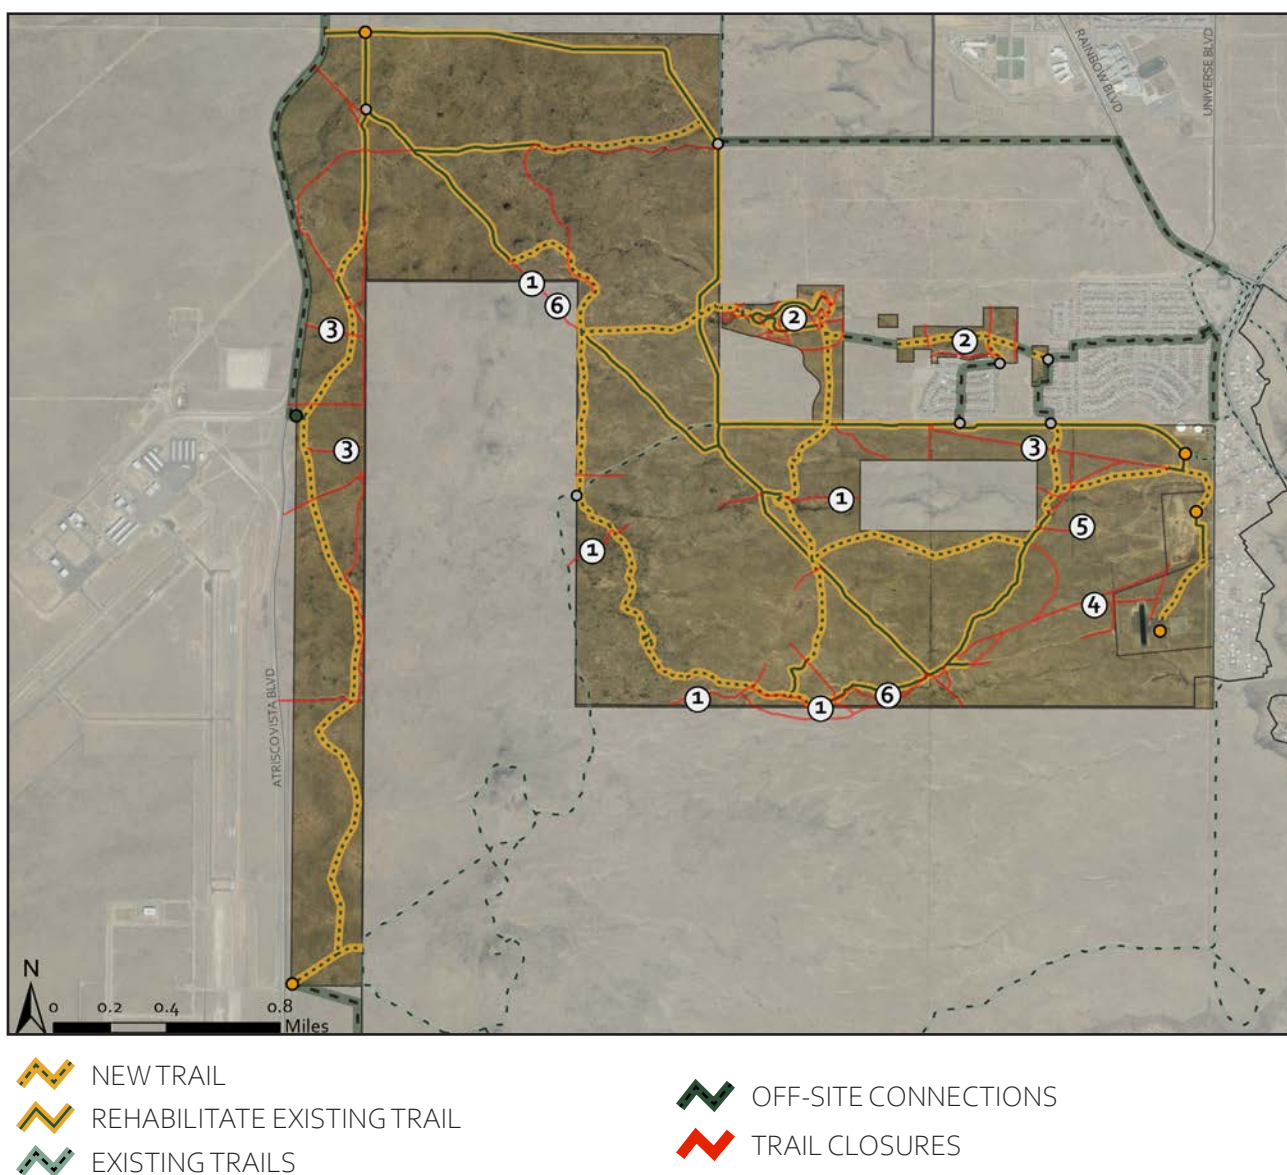 RAINBOW BLVD
UNIVERSE BLVD
1
6
2
2
3
3
3
1
5
1
4
6
1
1
ATRISCOVISTA BLVD
N
0 0.2 0.4 0.8
Miles
NEW TRAIL
REHABILITATE EXISTING TRAIL
EXISTING TRAILS
OFF-SITE CONNECTIONS
TRAIL CLOSURES